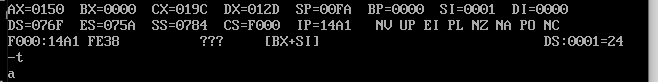 AX=0150 BX=0000 CX=019C DX=012D SP=00FA BP=0000 SI=0001 DI=0000
DS=076F ES=075A SS=0784 CS=F000 IP=14A1 NV UP EI PL NZ NA PO NC
F000:14A1 FE38 ??? [BX+SI] DS:0001=24
-t
a